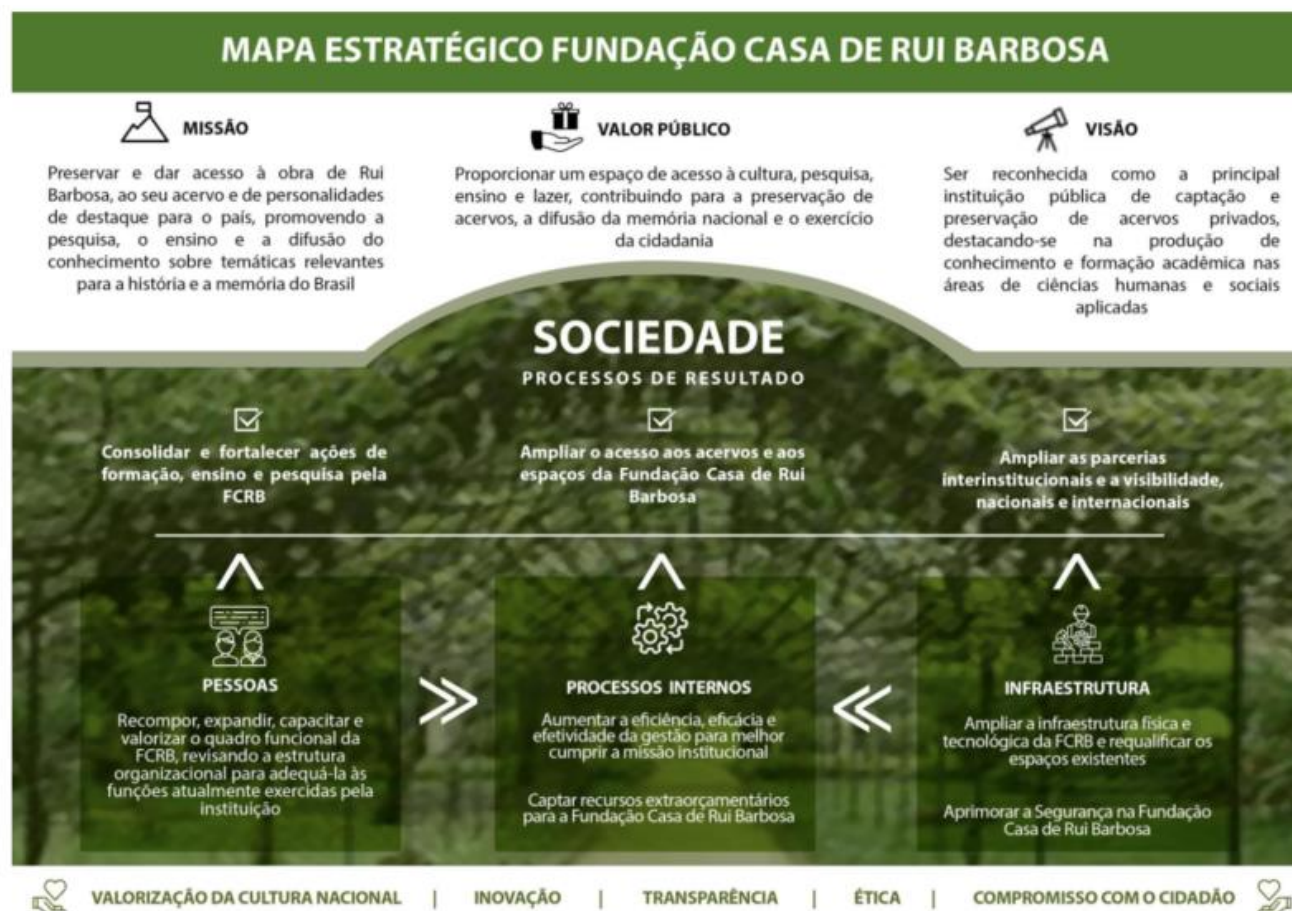 MAPA ESTRATÉGICO FUNDAÇÃO CASA DE RUI BARBOSA
MISSÃO
Preservar e dar acesso à obra de Rui
Barbosa, ao seu acervo e de personalidades
de destaque para o país, promovendo a
pesquisa, o ensino e a difusão do
conhecimento sobre temáticas relevantes
para a história e a memória do Brasil
VALOR PÚBLICO
Proporcionar um espaço de acesso à cultura, pesquisa,
ensino e lazer, contribuindo para a preservação de
acervos, a difusão da memória nacional e o exercício
da cidadania
VISÃO
Ser reconhecida como a principal
instituição pública de captação e
preservação de acervos privados,
destacando-se na produção de
conhecimento e formação acadêmica nas
áreas de ciências humanas e sociais
aplicadas
SOCIEDADE
PROCESSOS DE RESULTADO
Consolidar e fortalecer ações de
formação, ensino e pesquisa pela
FCRB
Ampliar o acesso aos acervos e aos
espaços da Fundação Casa de Rui
Barbosa
Ampliar as parcerias
interinstitucionais e a visibilidade,
nacionais e internacionais
PESSOAS
Recompor, expandir, capacitar e
valorizar o quadro funcional da
FCRB, revisando a estrutura
organizacional para adequá-la às
funções atualmente exercidas pela
instituição
PROCESSOS INTERNOS
Aumentar a eficiência, eficácia e
efetividade da gestão para melhor
cumprir a missão institucional
Captar recursos extraorçamentários
para a Fundação Casa de Rui Barbosa
INFRAESTRUTURA
Ampliar a infraestrutura física e
tecnológica da FCRB e requalificar os
espaços existentes
Aprimorar a Segurança na Fundação
Casa de Rui Barbosa
VALORIZAÇÃO DA CULTURA NACIONAL | INOVAÇÃO | TRANSPARÊNCIA | ÉTICA | COMPROMISSO COM O CIDADÃO